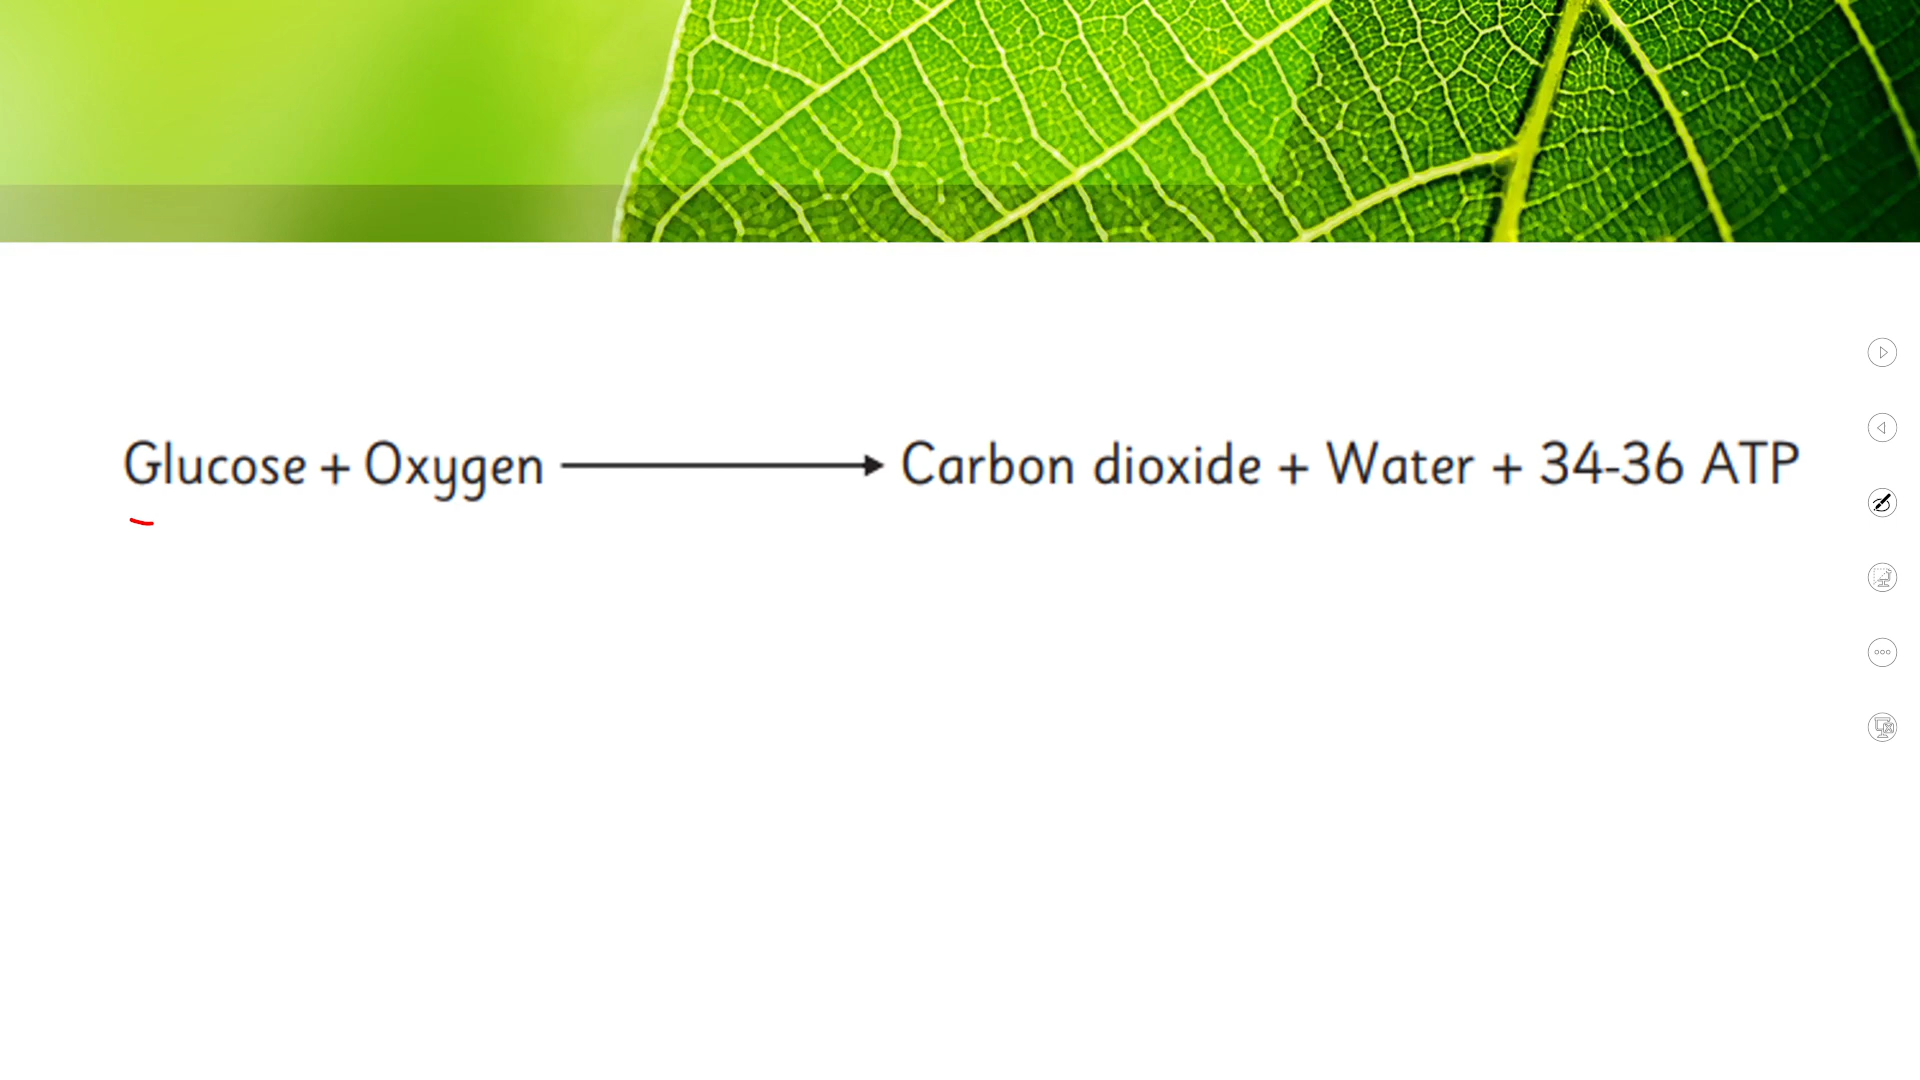 Glucose + Oxygen ⟶ Carbon dioxide + Water + 34-36 ATP